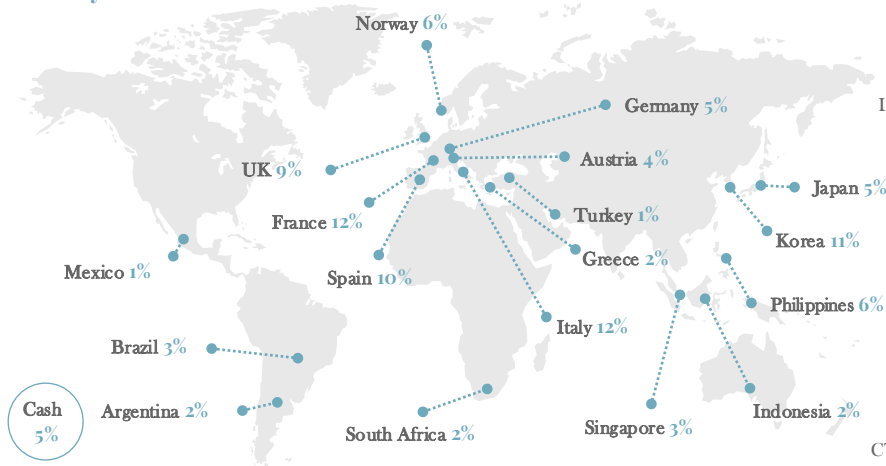 Norway 6%
Germany 5%
UK 9%
Austria 4%
Japan 5%
France 12%
Turkey 1%
Korea 11%
Greece 2%
Mexico 1%
Spain 10%
Philippines 6%
Italy 12%
Brazil 3%
Cash
5%
Argentina 2%
Indonesia 2%
South Africa 2%
Singapore 3%